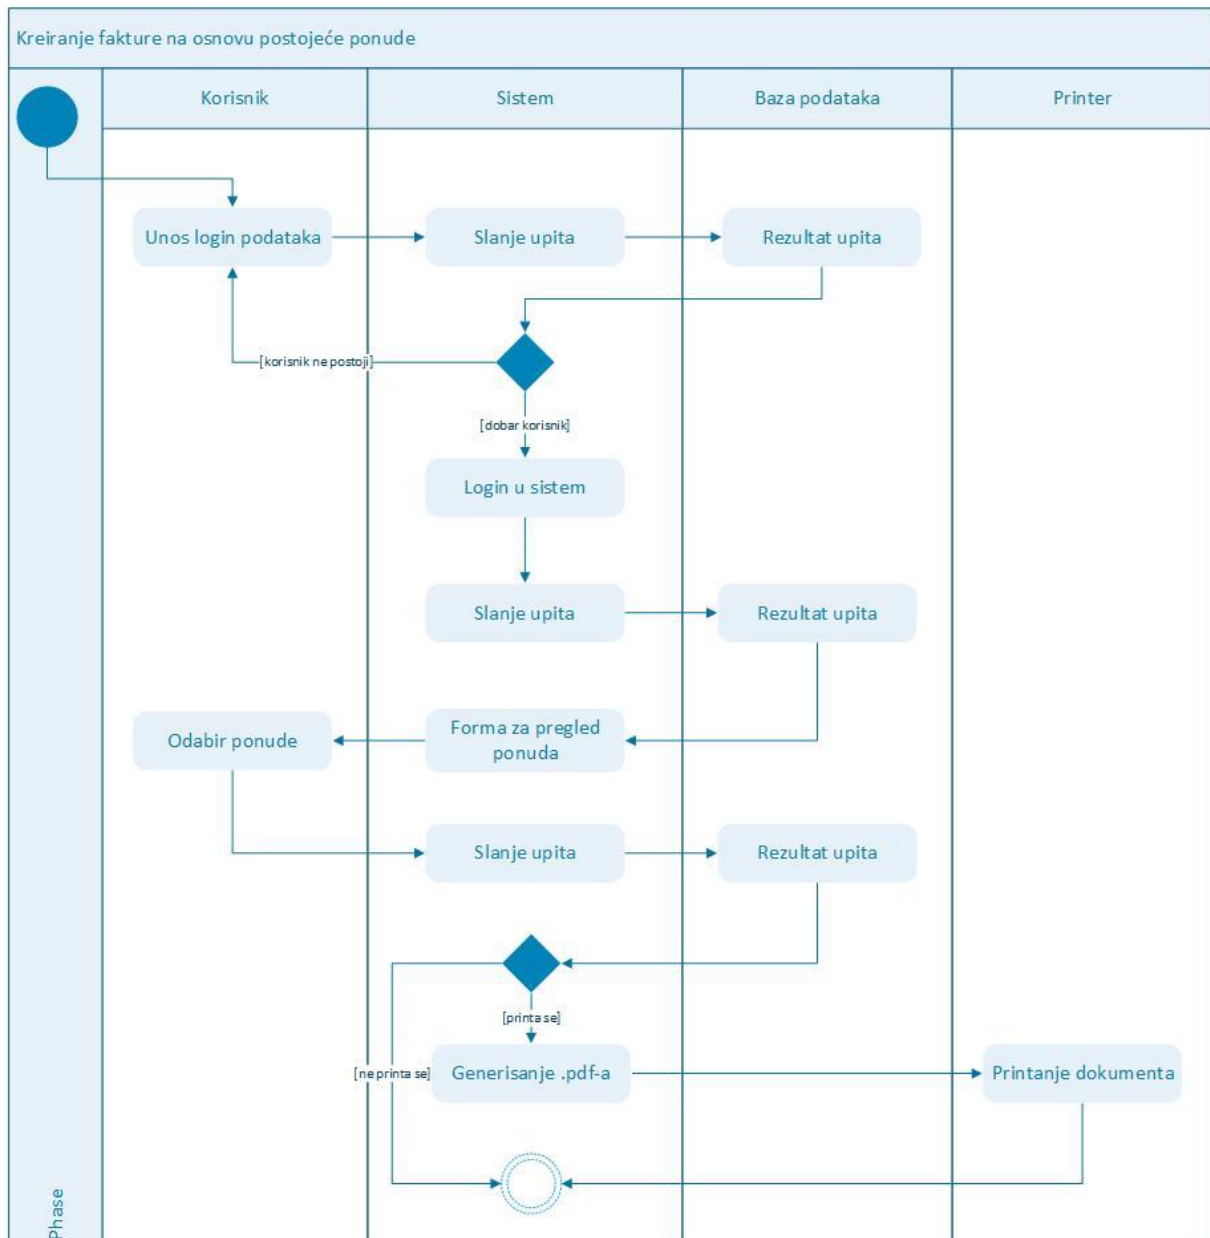 Kreiranje fakture na osnovu postojeće ponude
Korisnik
Sistem
Baza podataka
Printer
Unos login podataka
Slanje upita
Rezultat upita
[korisnik ne postoji]
[dobar korisnik]
Login u sistem
Slanje upita
Rezultat upita
Odabir ponude
Forma za pregled
ponuda
Slanje upita
Rezultat upita
[printa se]
[ne printa se]
Generisanje .pdf-a
Printanje dokumenta
Phase